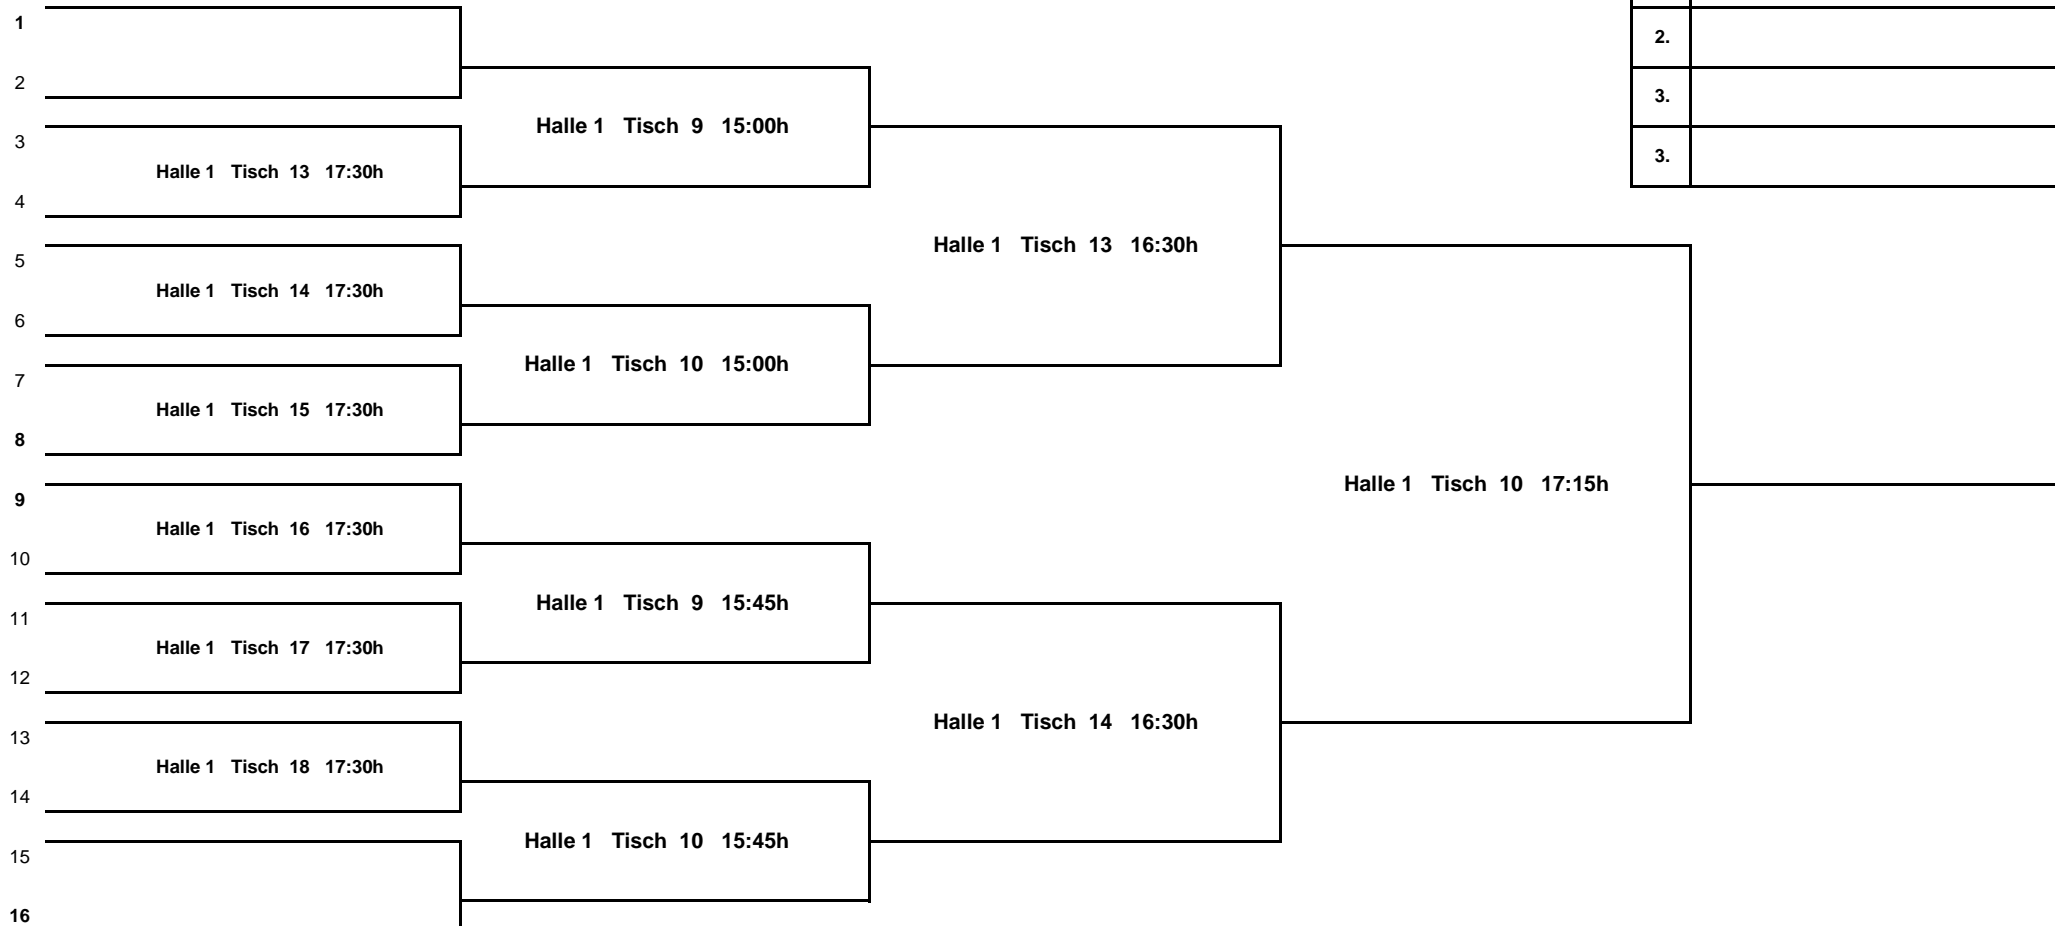 1
2.
2
3.
Halle 1 Tisch 9 15:00h
3
3.
Halle 1 Tisch 13 17:30h
4
Halle 1 Tisch 13 16:30h
5
Halle 1 Tisch 14 17:30h
6
Halle 1 Tisch 10 15:00h
7
Halle 1 Tisch 15 17:30h
8
Halle 1 Tisch 10 17:15h
9
Halle 1 Tisch 16 17:30h
10
Halle 1 Tisch 9 15:45h
11
Halle 1 Tisch 17 17:30h
12
Halle 1 Tisch 14 16:30h
13
Halle 1 Tisch 18 17:30h
14
Halle 1 Tisch 10 15:45h
15
16